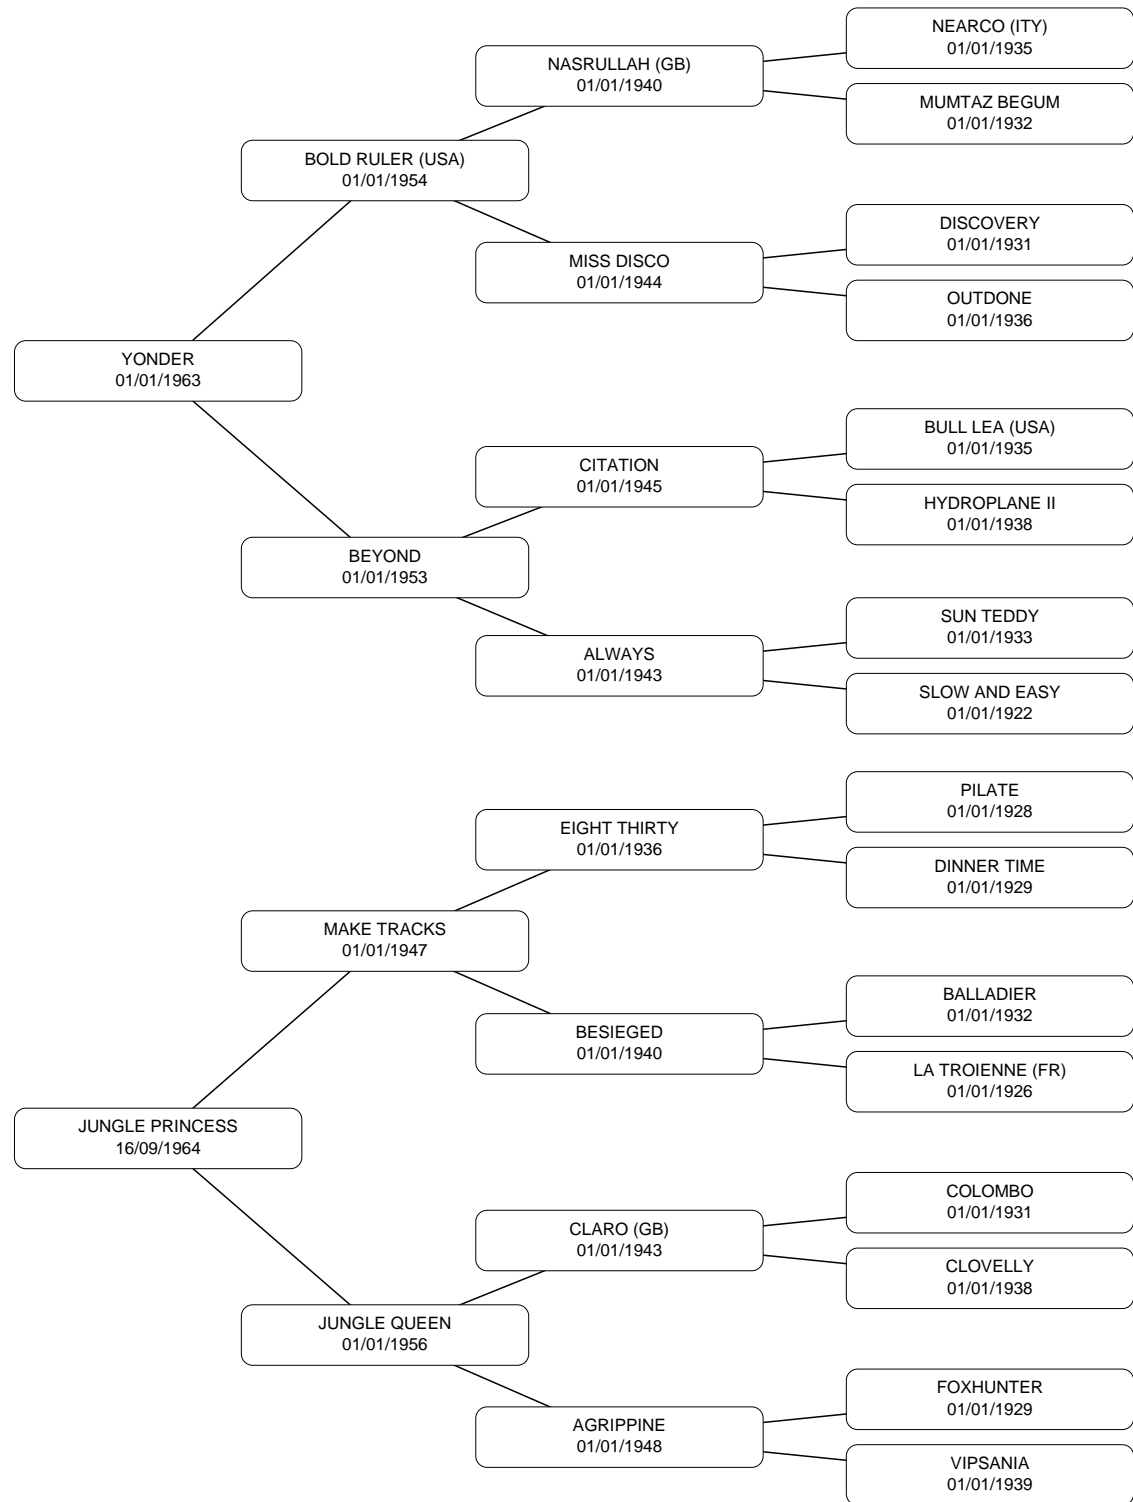 NEARCO (ITY)
01/01/1935
NASRULLAH (GB)
01/01/1940
MUMTAZ BEGUM
01/01/1932
BOLD RULER (USA)
01/01/1954
DISCOVERY
01/01/1931
MISS DISCO
01/01/1944
OUTDONE
01/01/1936
YONDER
01/01/1963
BULL LEA (USA)
01/01/1935
CITATION
01/01/1945
HYDROPLANE II
01/01/1938
BEYOND
01/01/1953
SUN TEDDY
01/01/1933
ALWAYS
01/01/1943
SLOW AND EASY
01/01/1922
PILATE
01/01/1928
EIGHT THIRTY
01/01/1936
DINNER TIME
01/01/1929
MAKE TRACKS
01/01/1947
BALLADIER
01/01/1932
BESIEGED
01/01/1940
LA TROIENNE (FR)
01/01/1926
JUNGLE PRINCESS
16/09/1964
COLOMBO
01/01/1931
CLARO (GB)
01/01/1943
CLOVELLY
01/01/1938
JUNGLE QUEEN
01/01/1956
FOXHUNTER
01/01/1929
AGRIPPINE
01/01/1948
VIPSANIA
01/01/1939